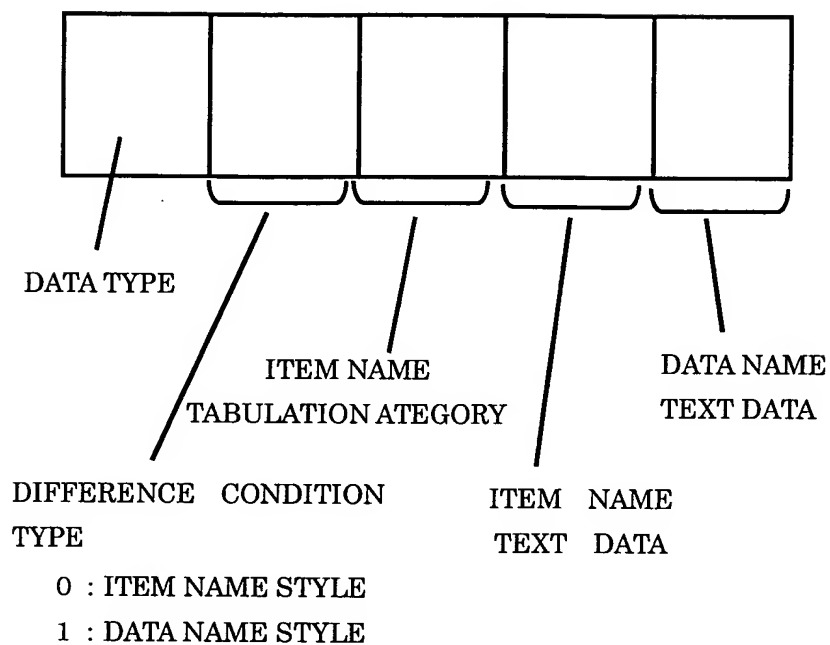 DATA TYPE
ITEM NAME
TABULATION ATEGORY
DATA NAME
TEXT DATA
DIFFERENCE CONDITION
TYPE
0 : ITEM NAME STYLE
1 : DATA NAME STYLE
ITEM NAME
TEXT DATA